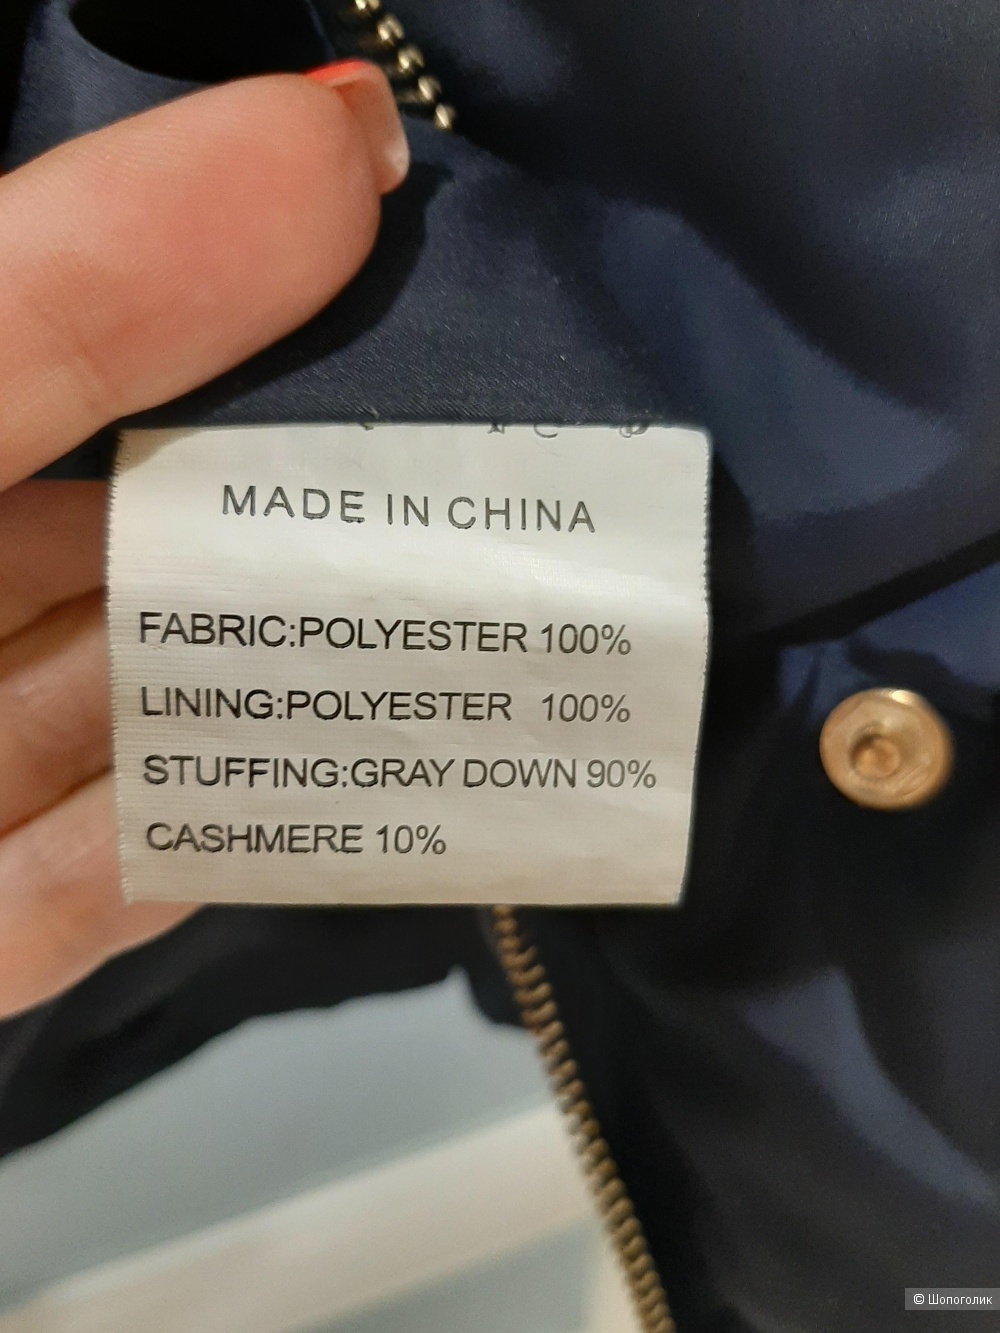 MADE IN CHINA
FABRIC:POLYESTER 100%
LINING:POLYESTER 100%
STUFFING:GRAY DOWN 90%
CASHMERE 10%
© Шопоголик